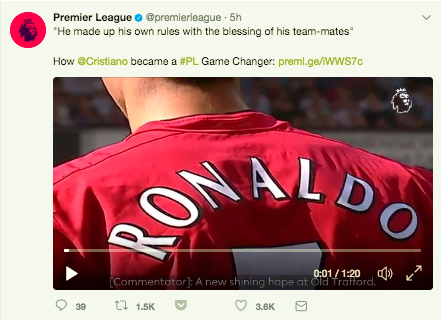 Premier League @premierleague · 5h
"He made up his own rules with the blessing of his team-mates"
How @Cristiano became a #PL Game Changer: premi.ge/lWWS7c
RONALDO
[Commentator]: A new shining hope at Old Trafford.
0:01 / 1:20
39 1.5K 3.6K